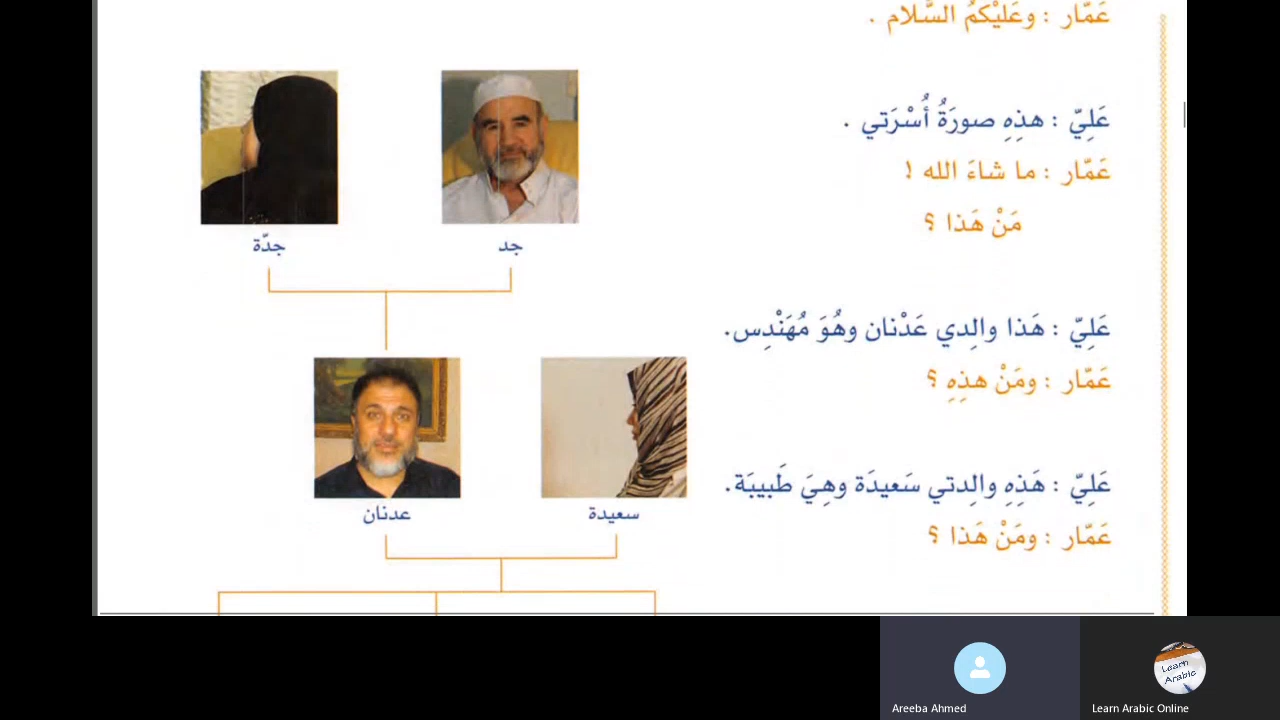 عَمّار : وعَلَيْكُمُ السَّلام .
عَلِيّ : هذِهِ صورَةُ أُسْرَتي .
عَمّار : ما شاءَ الله !
مَنْ هَذا ؟
جد
جدّة
عَلِيّ : هَذا والِدي عَدْنان وهُوَ مُهَنْدِس.
عَمّار : ومَنْ هذِهِ ؟
عَلِيّ : هَذِهِ والِدتي سَعيدَة وهِيَ طَبيبَة.
عَمّار : ومَنْ هَذا ؟
سعيدة
عدنان
Learn
Arabic
Areeba Ahmed
Learn Arabic Online